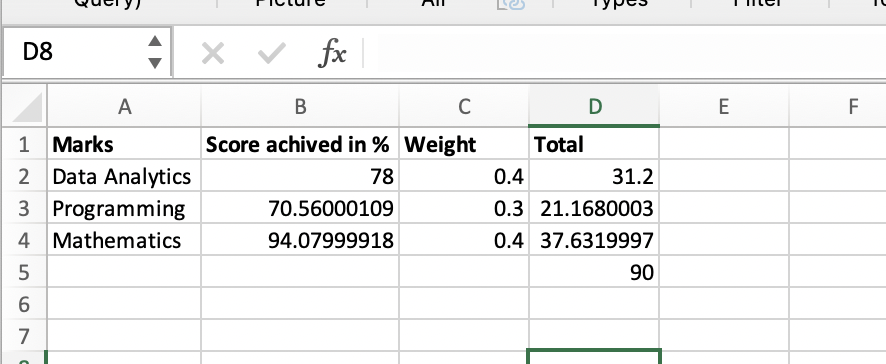 Query) Picture All Types Filter
D8 fx
A B C D E F
1 Marks Score achived in % Weight Total
2 Data Analytics 78 0.4 31.2
3 Programming 70.56000109 0.3 21.1680003
4 Mathematics 94.07999918 0.4 37.6319997
5 90
6
7